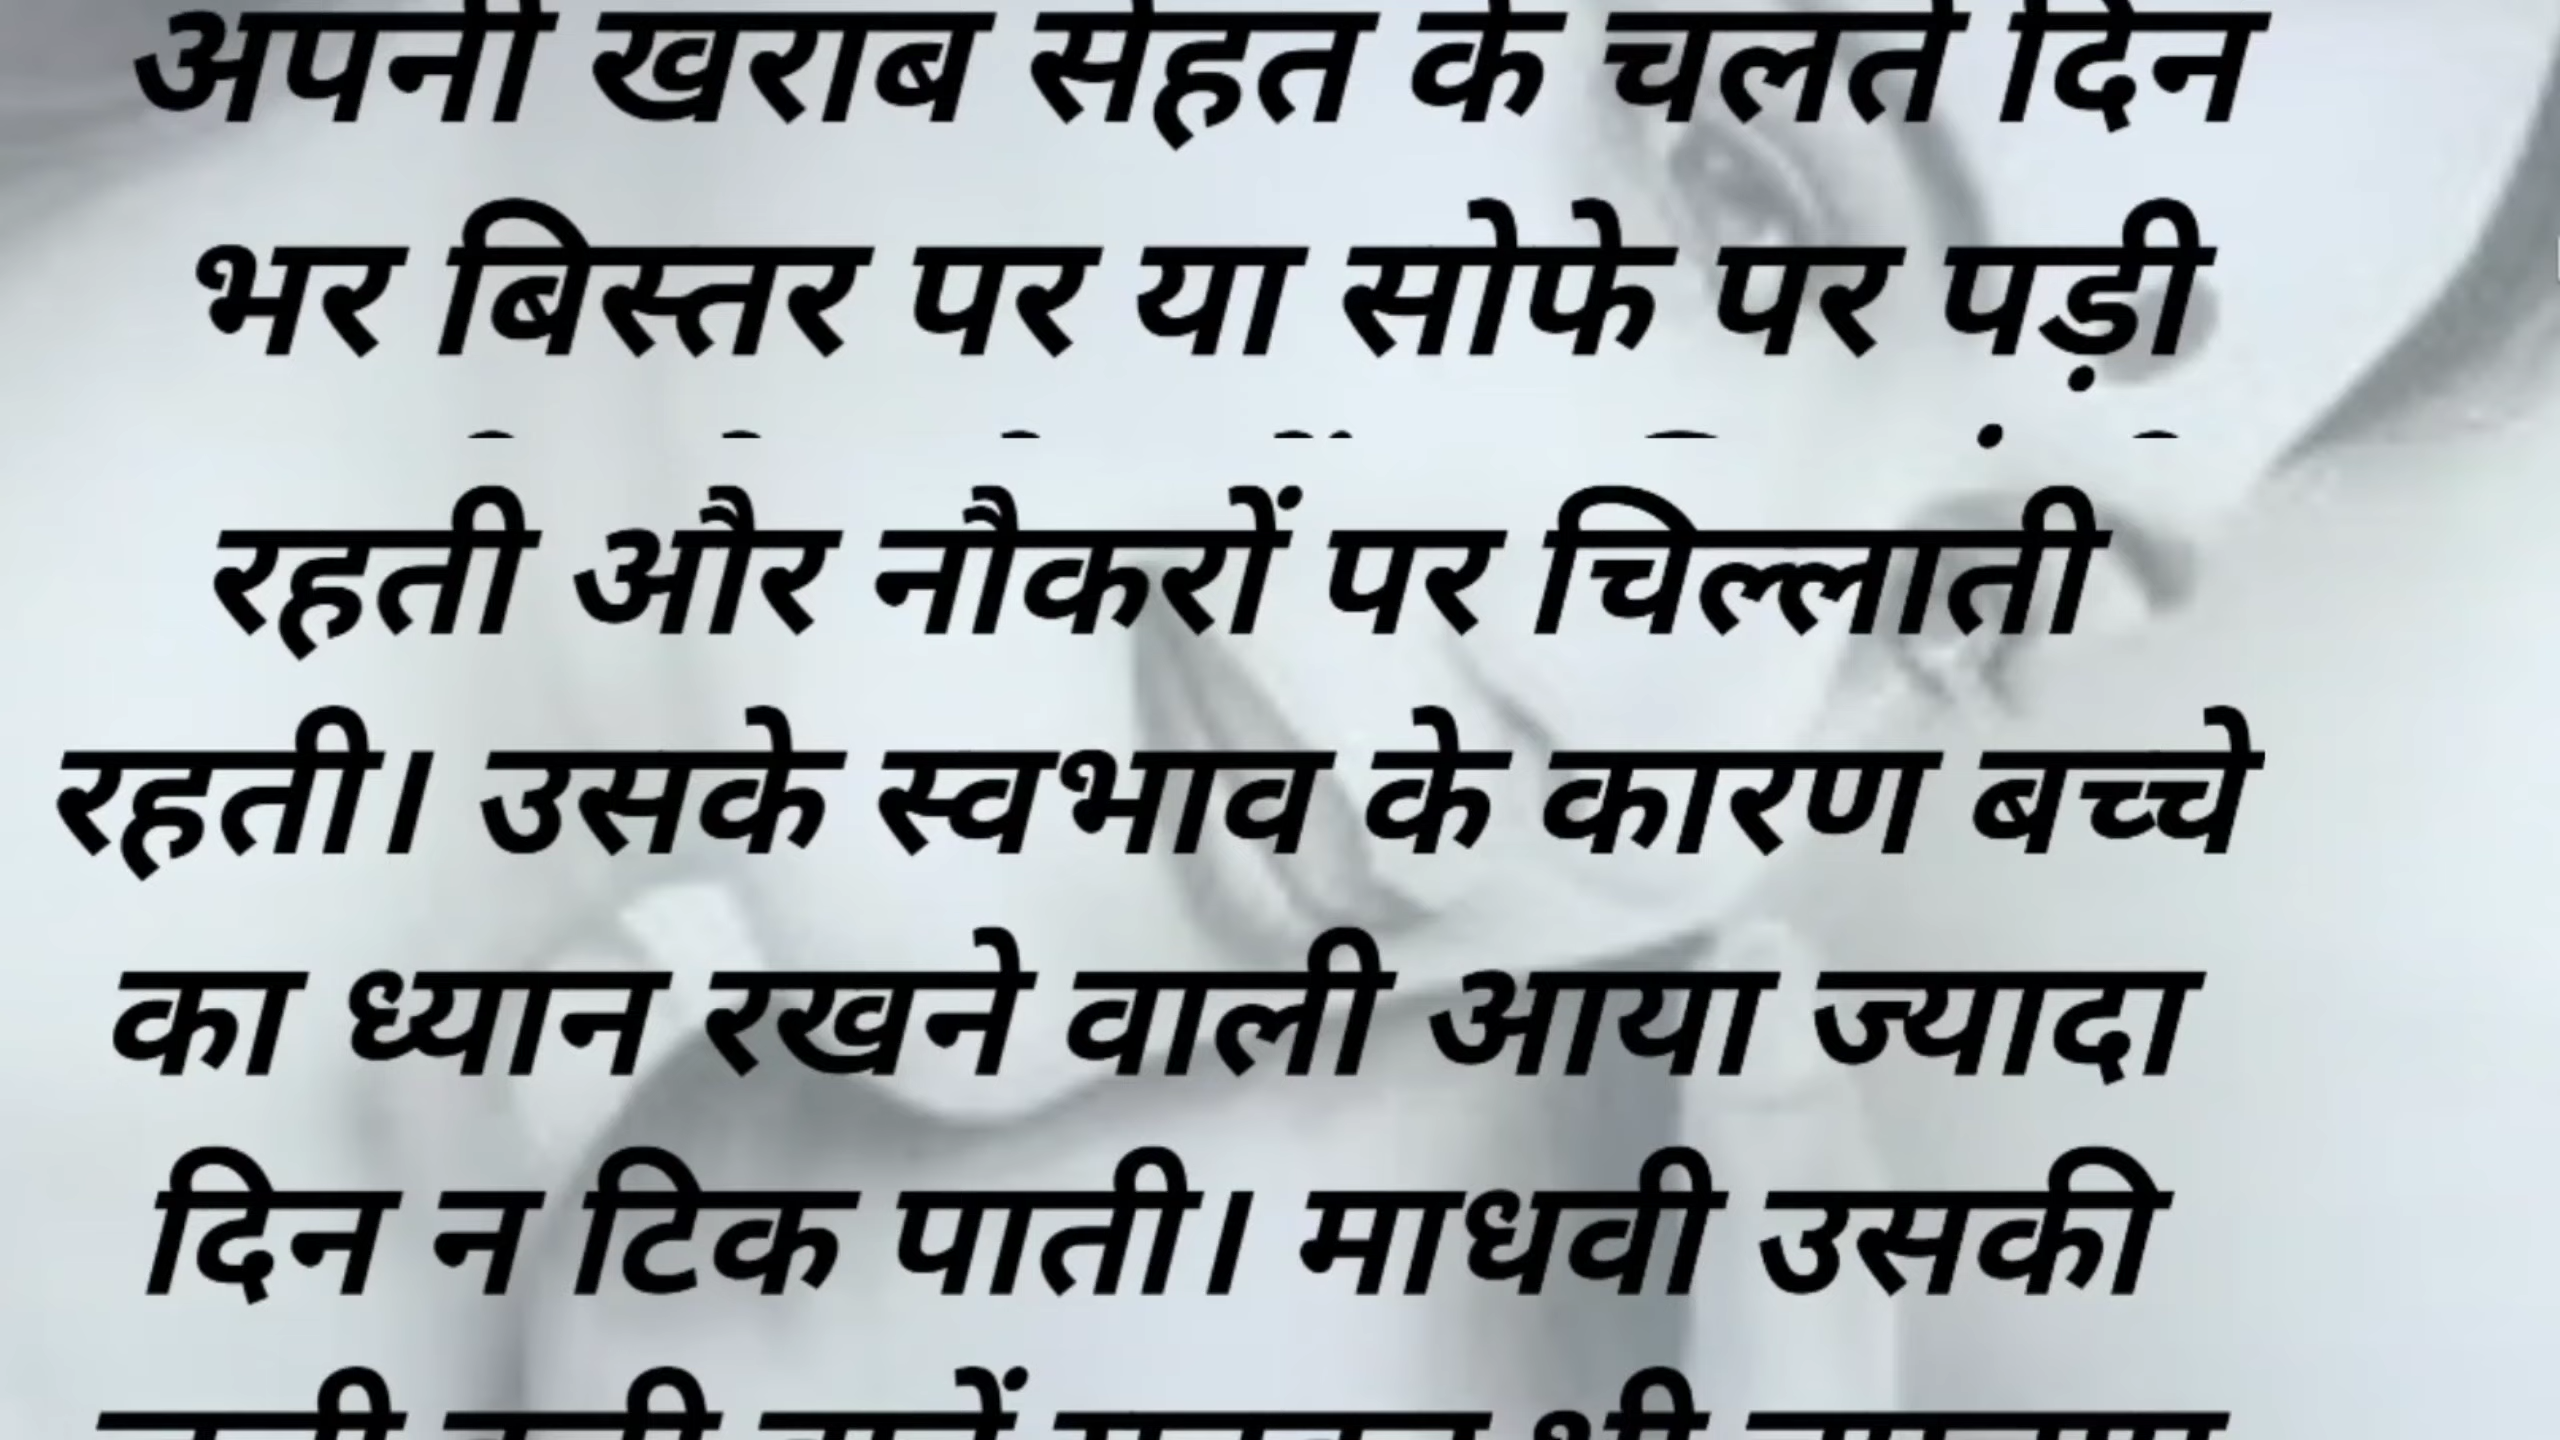 अपनी खराब सेहत के चलते दिन
भर बिस्तर पर या सोफे पर पड़ी
रहती और नौकरों पर चिल्लाती
रहती। उसके स्वभाव के कारण बच्चे
का ध्यान रखने वाली आया ज्यादा
दिन न टिक पाती। माधवी उसकी